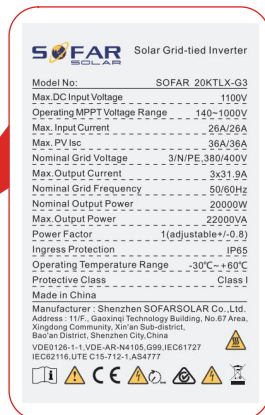 SOFAR Solar Grid-tied Inverter
SOLAR
Model No: SOFAR 20KTLX-G3
Max.DC Input Voltage 1100V
Operating MPPT Voltage Range 140~1000V
Max. Input Current 26A/26A
Max. PV Isc 36A/36A
Nominal Grid Voltage 3/N/PE,380/400V
Max.Output Current 3x31.9A
Nominal Grid Frequency 50/60Hz
Nominal Output Power 20000W
Max.Output Power 22000VA
Power Factor 1(adjustable+/-0.8)
Ingress Protection IP65
Operating Temperature Range -30℃~+60℃
Protective Class Class I
Made in China
Manufacturer : Shenzhen SOFARSOLAR Co.,Ltd.
Address : 11/F., Gaoxinqi Technology Building, No.67 Area,
Xingdong Community, Xin'an Sub-district,
Bao'an District, Shenzhen City,China
VDE0126-1-1,VDE-AR-N4105,G99,IEC61727
IEC62116,UTE C15-712-1,AS4777